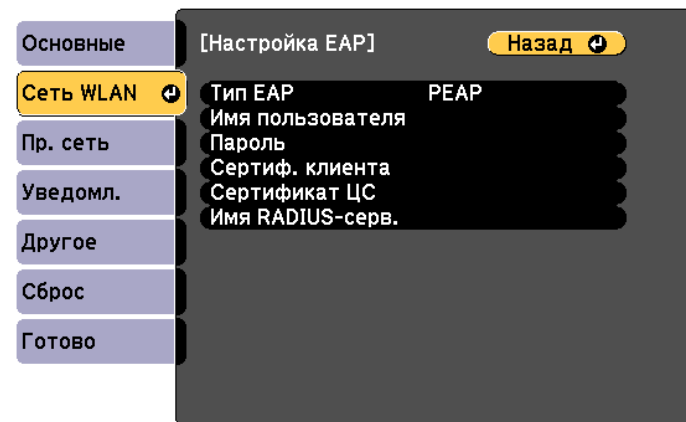 Основные
Сеть WLAN
Пр. сеть
Уведомл.
Другое
Сброс
Готово
[Настройка EAP]
Назад
Тип EAP PEAP
Имя пользователя
Пароль
Сертиф. клиента
Сертификат ЦС
Имя RADIUS-серв.